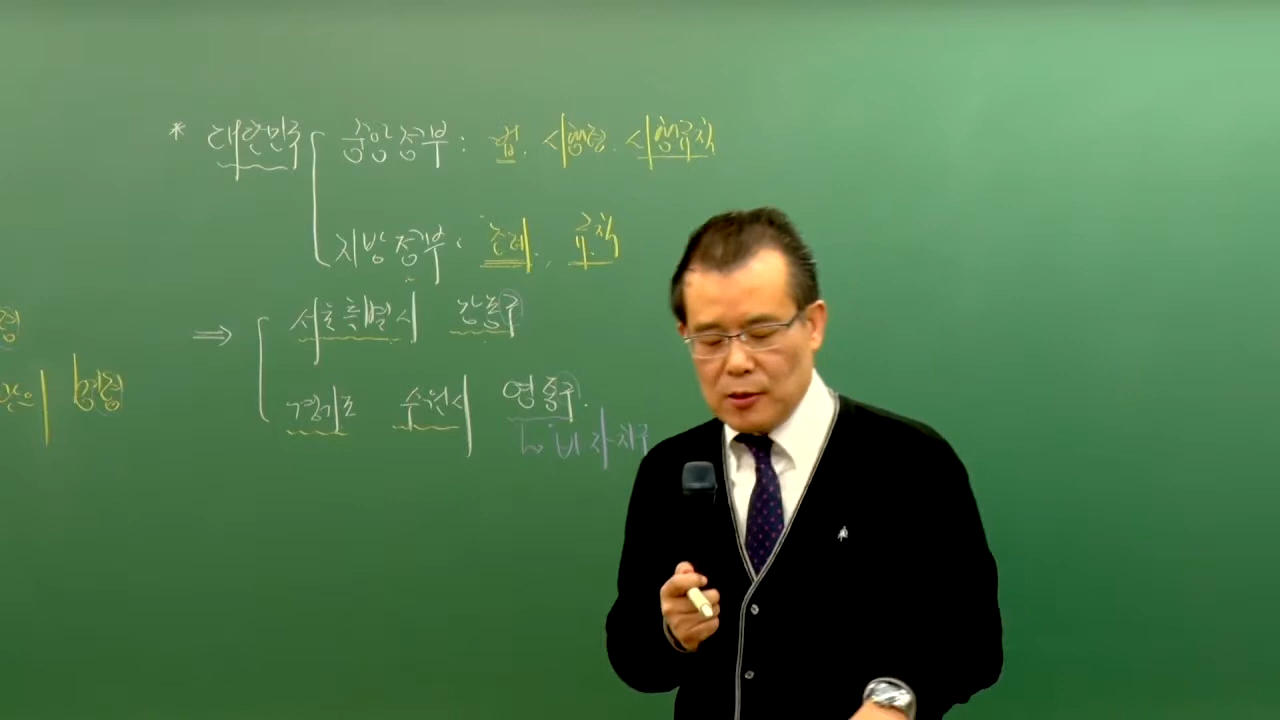 * 대한민국 중앙정부 : 법. 시행령. 시행규칙
지방정부 : 조례, 규칙
⇒ 서울특별시 강동구
경기도 수원시 영통구.
비자치구
명령